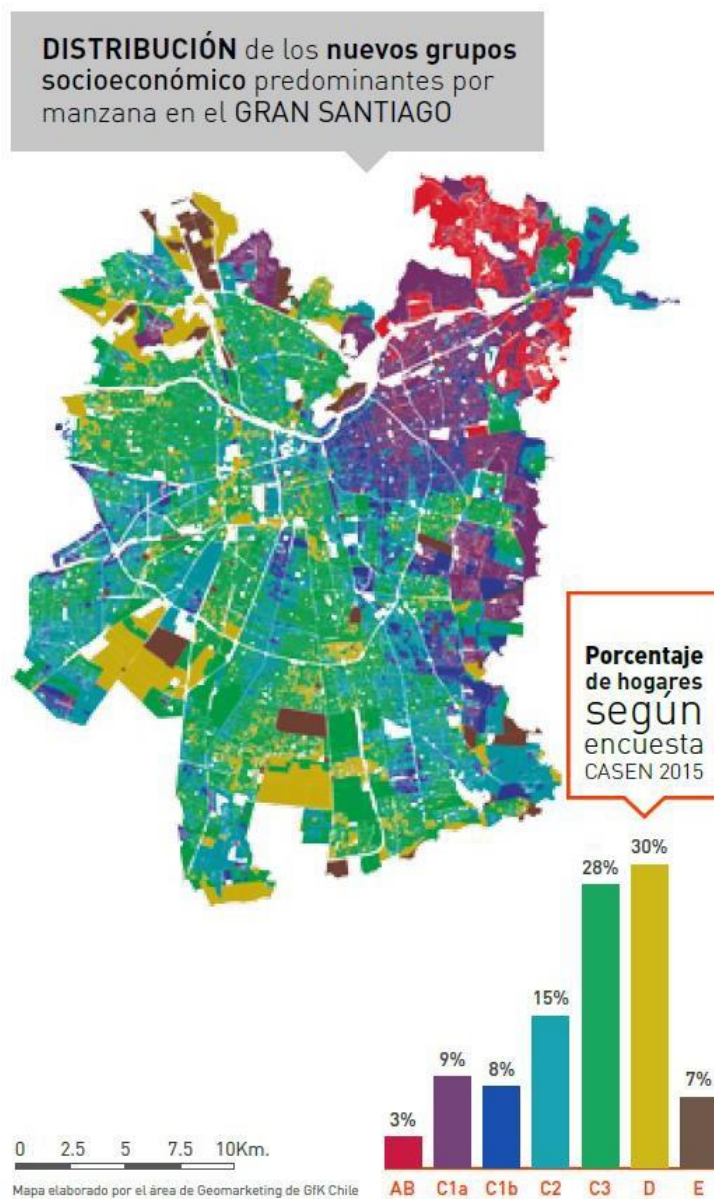 DISTRIBUCIÓN de los nuevos grupos
socioeconómico predominantes por
manzana en el GRAN SANTIAGO
Porcentaje
de hogares
según
encuesta
CASEN 2015
30%
28%
15%
9%
8%
7%
3%
0 2.5 5 7.5 10Km.
Mapa elaborado por el área de Geomarketing de GfK Chile
AB C1a C1b C2 C3 D E